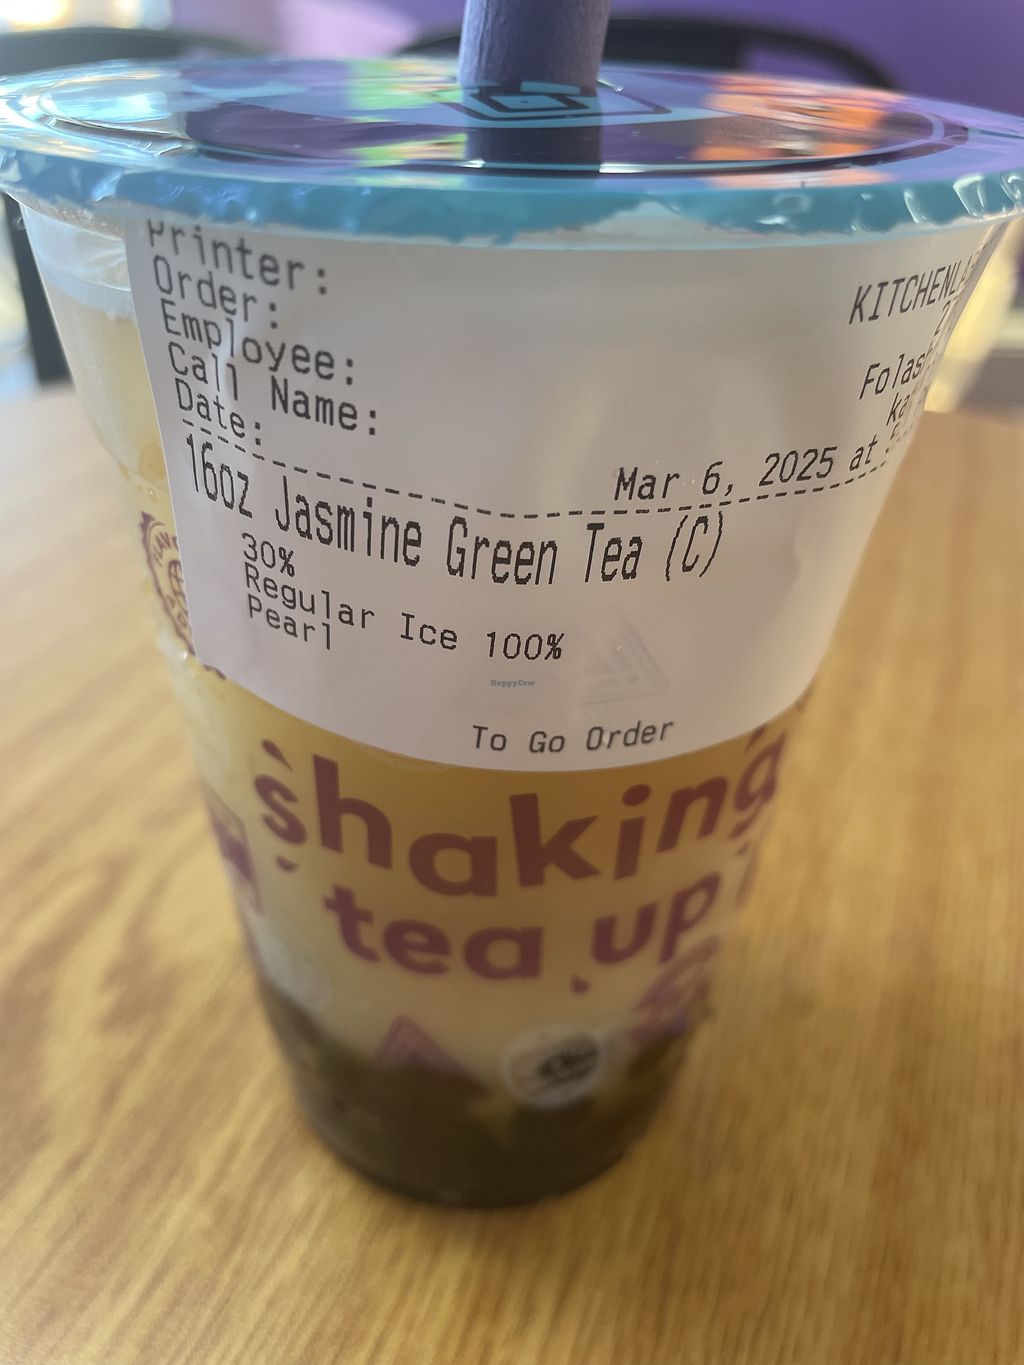 Printer:
Order:
Employee:
Call Name:
Date: Mar 6, 2025 at
16oz Jasmine Green Tea (C)
30%
Regular Ice 100%
Pearl
HappyCow
To Go Order
shaking
tea up